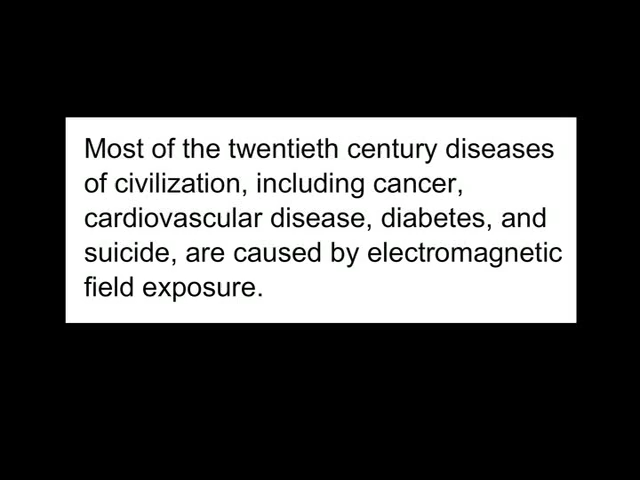 Most of the twentieth century diseases
of civilization, including cancer,
cardiovascular disease, diabetes, and
suicide, are caused by electromagnetic
field exposure.